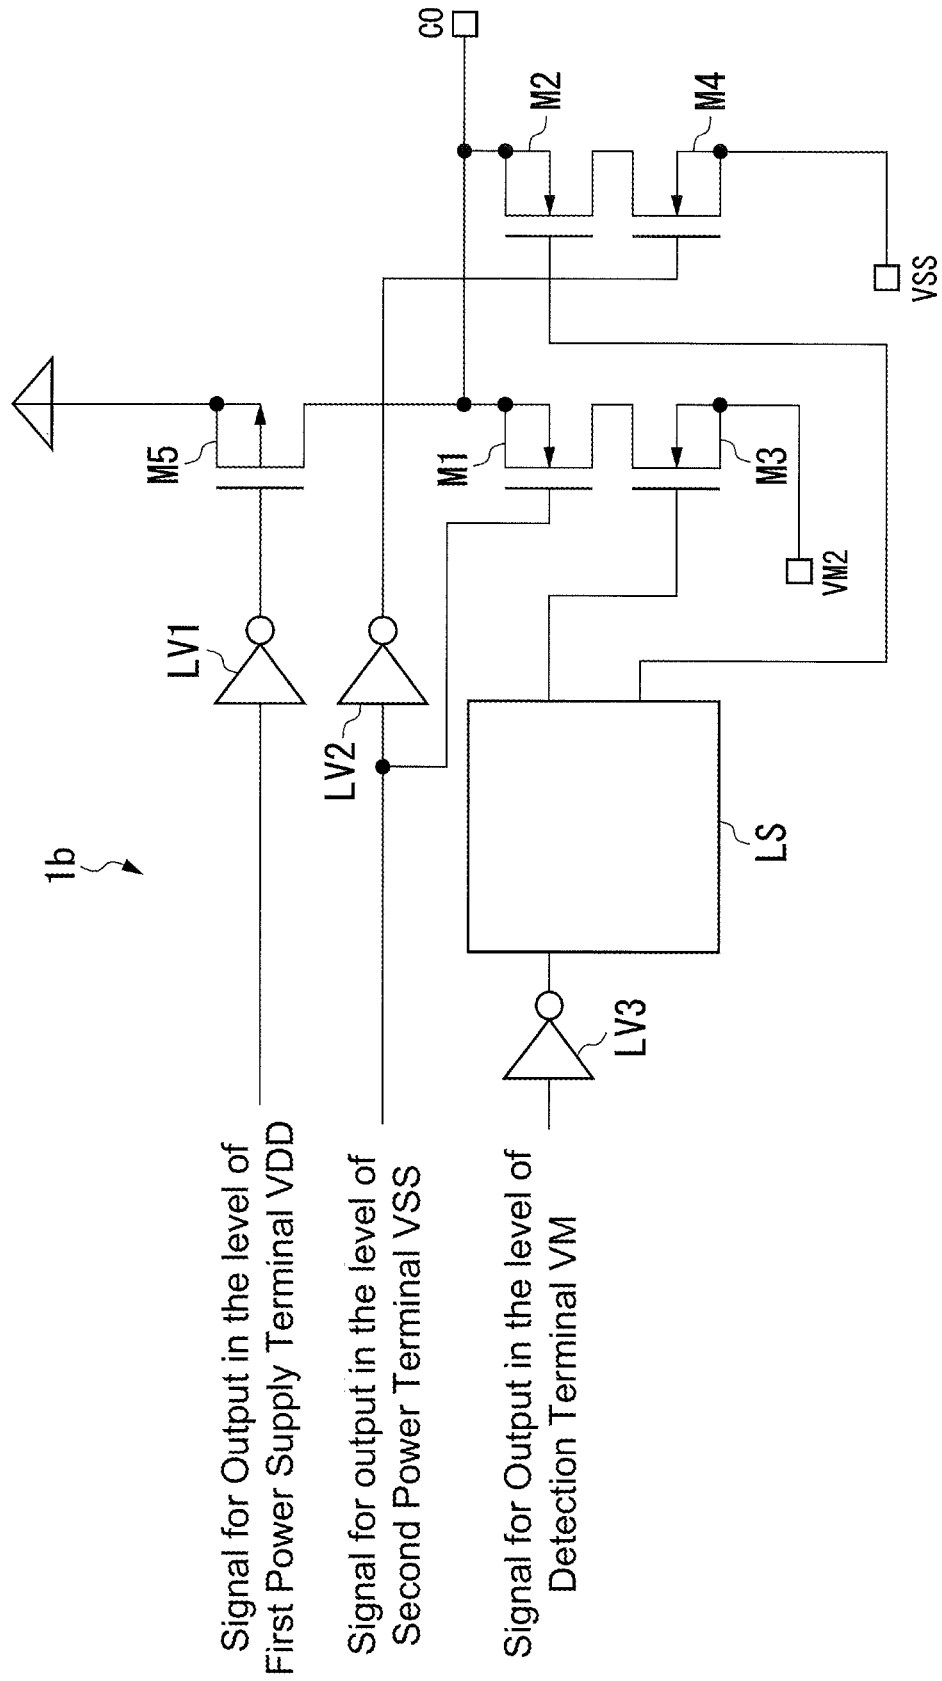 1b
Signal for Output in the level of
First Power Supply Terminal VDD
LV1
M5
Signal for output in the level of
Second Power Terminal VSS
LV2
Signal for Output in the level of
Detection Terminal VM
LV3
LS
M1
M3
VM2
M2
M4
CO
VSS